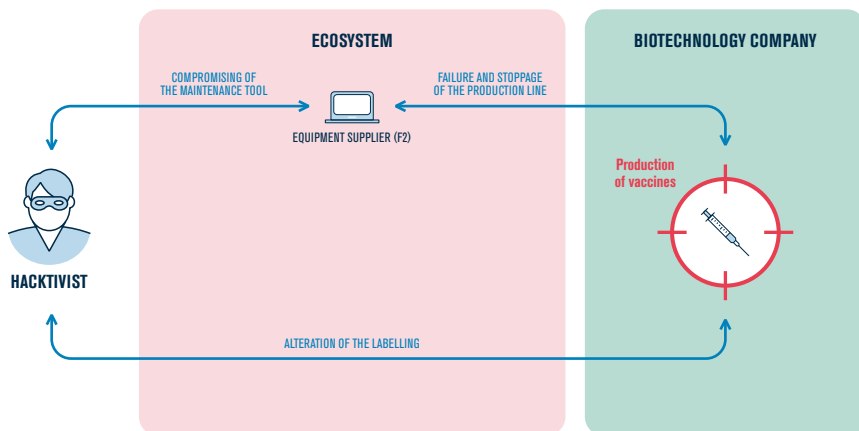 ECOSYSTEM
BIOTECHNOLOGY COMPANY
COMPROMISING OF
THE MAINTENANCE TOOL
FAILURE AND STOPPAGE
OF THE PRODUCTION LINE
EQUIPMENT SUPPLIER (F2)
Production
of vaccines
HACKTIVIST
ALTERATION OF THE LABELLING